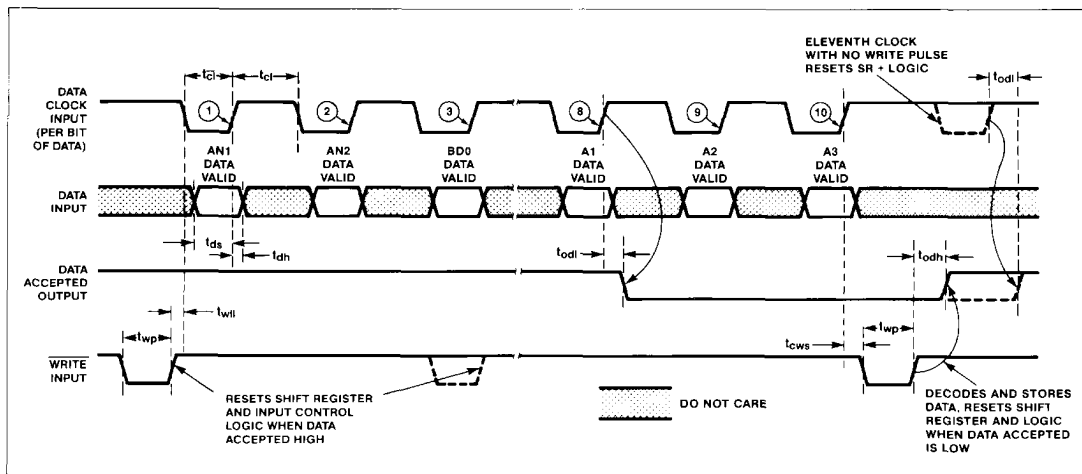 ELEVENTH CLOCK
WITH NO WRITE PULSE
RESETS SR + LOGIC
DATA
CLOCK
INPUT
(PER BIT
OF DATA)
tcl
tcl
todl
1
2
3
8
9
10
AN1
DATA
VALID
AN2
DATA
VALID
BD0
DATA
VALID
A1
DATA
VALID
A2
DATA
VALID
A3
DATA
VALID
DATA
INPUT
tds
tdh
todl
todh
DATA
ACCEPTED
OUTPUT
twll
twp
tcws
twp
WRITE
INPUT
RESETS SHIFT REGISTER
AND INPUT CONTROL
LOGIC WHEN DATA
ACCEPTED HIGH
DO NOT CARE
DECODES AND STORES
DATA, RESETS SHIFT
REGISTER AND LOGIC
WHEN DATA ACCEPTED
IS LOW